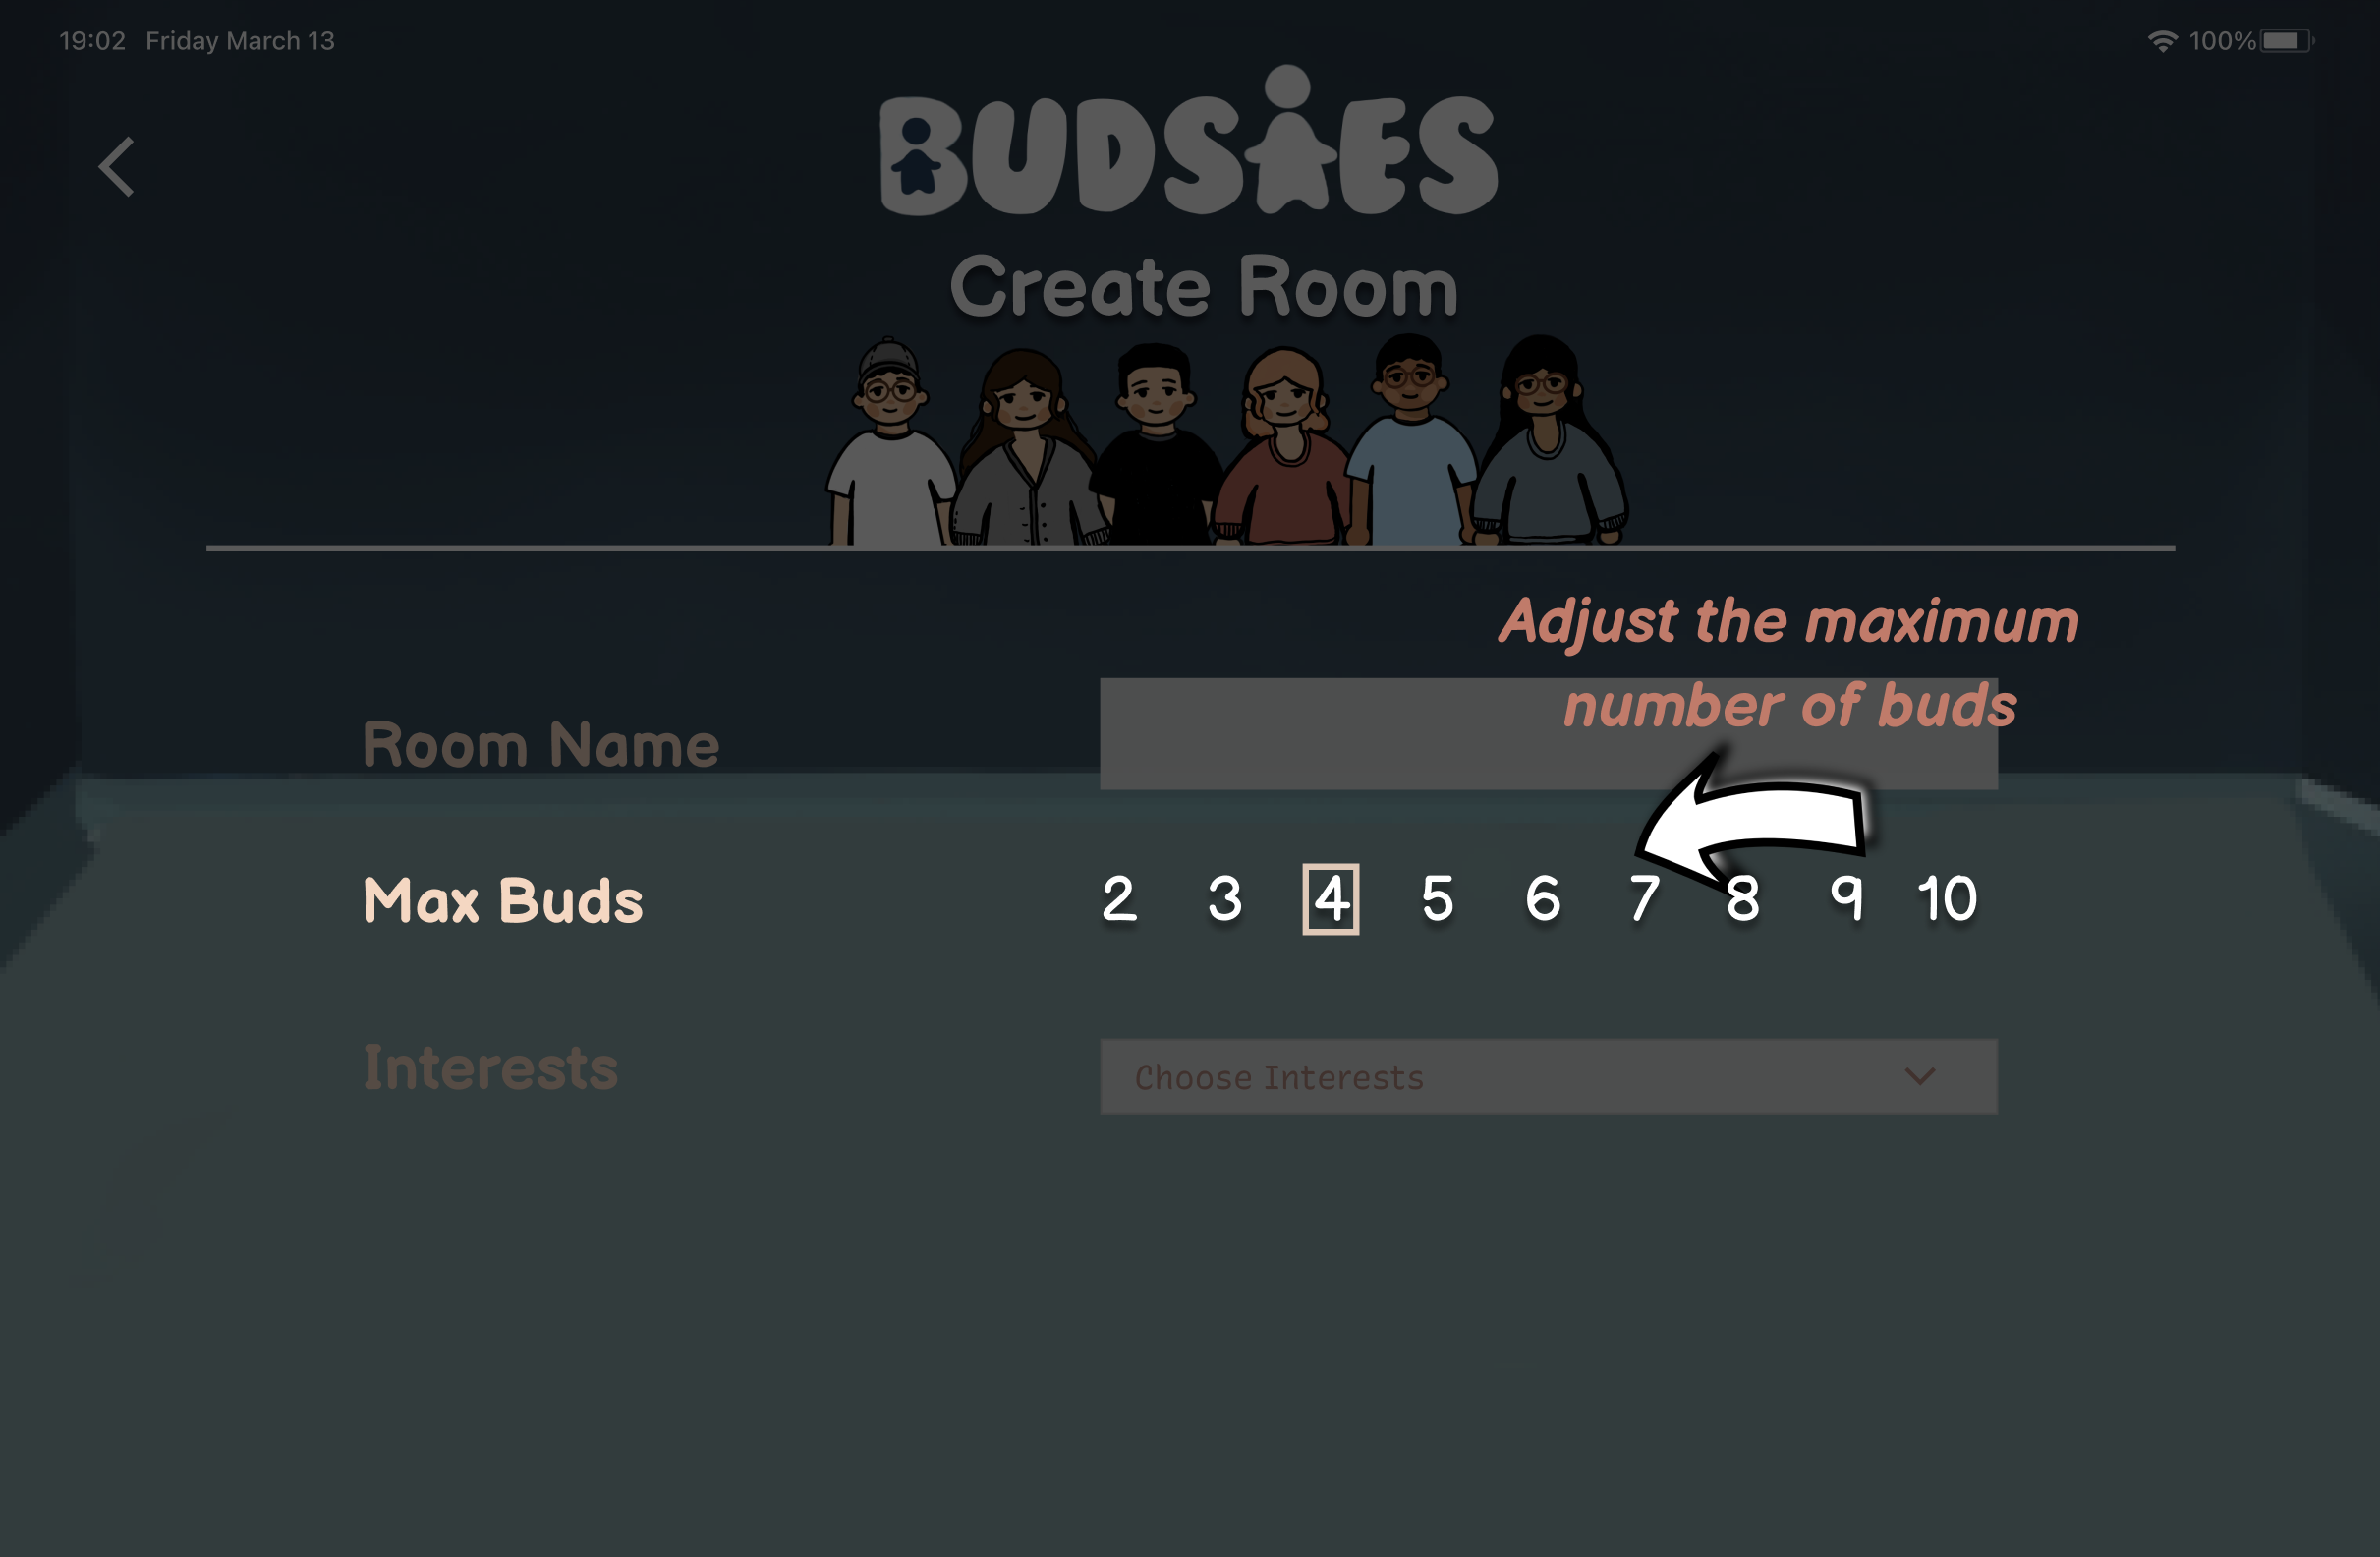 19:02 Friday March 13
100%
BUDSIES
Create Room
Adjust the maximum
number of buds
Room Name
Max Buds
2 3 4 5 6 7 8 9 10
Interests
Choose Interests